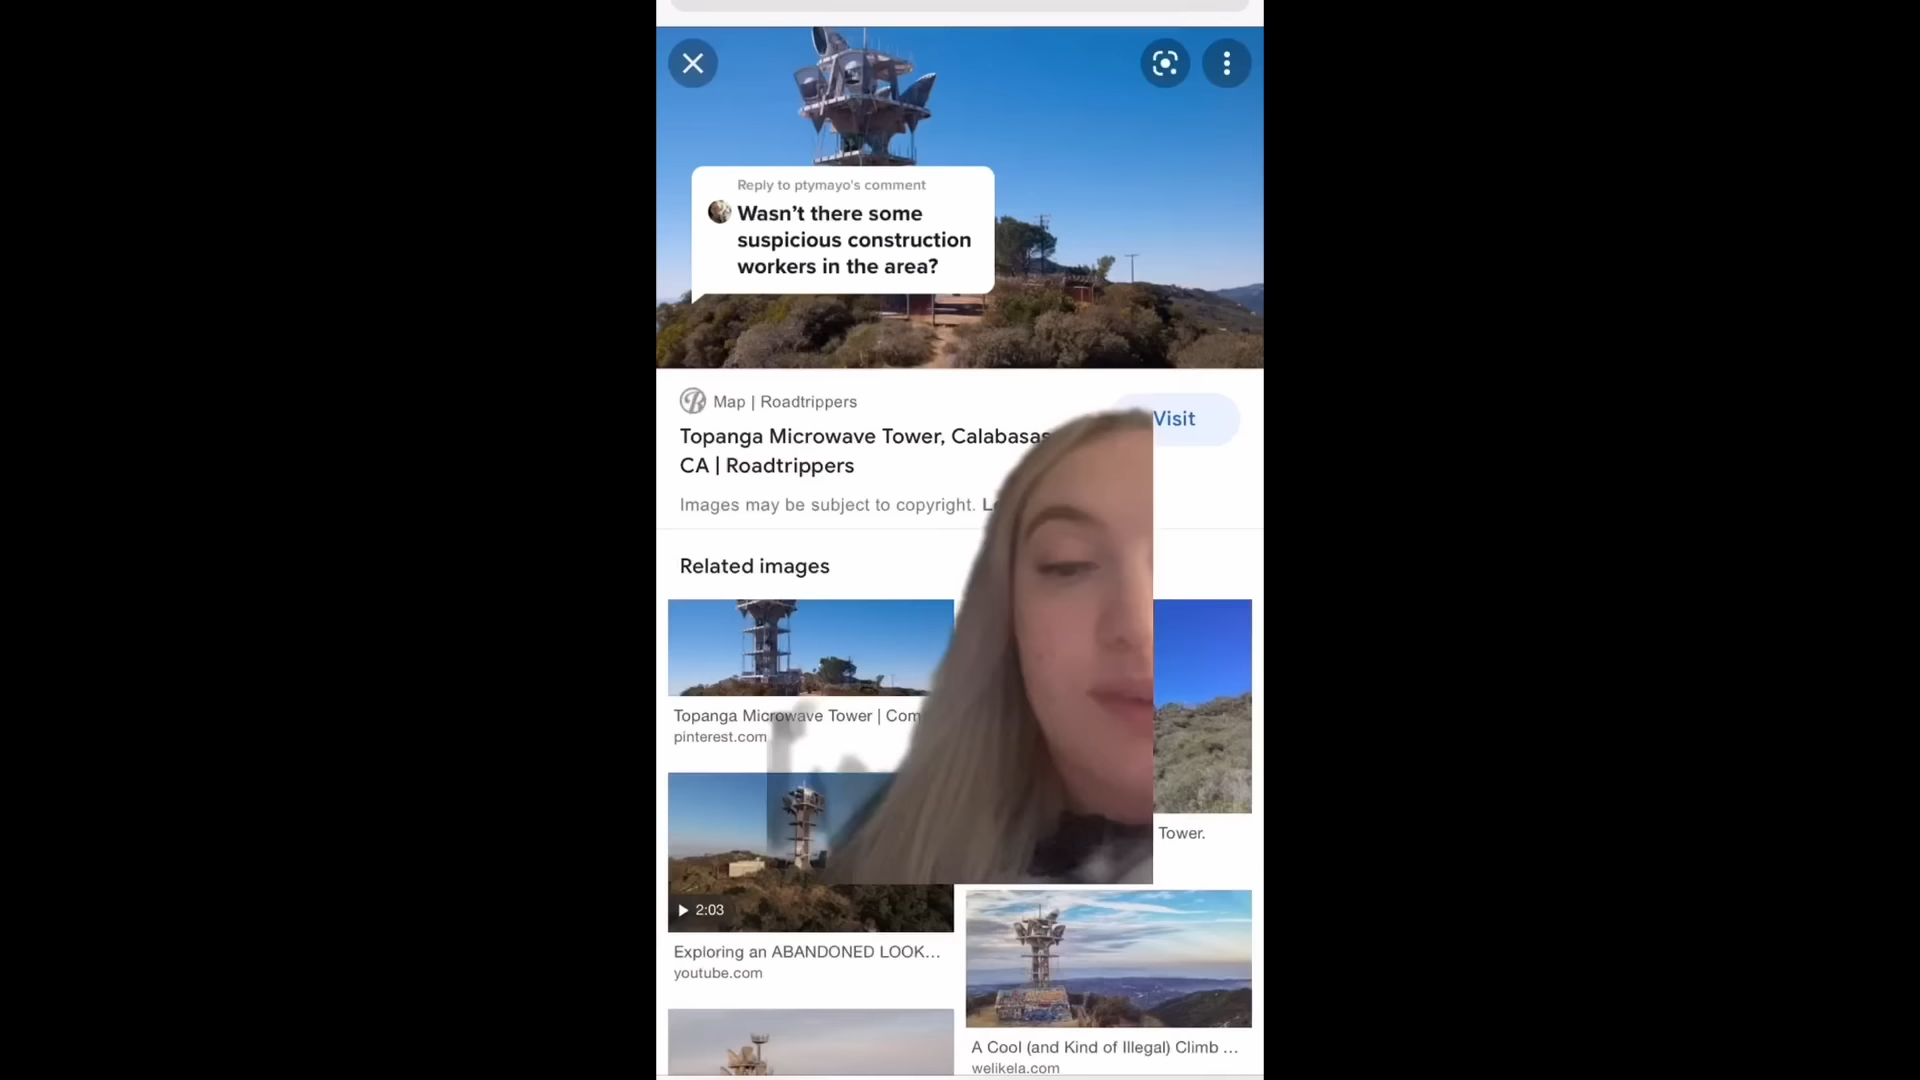 Reply to ptymayo's comment
Wasn't there some
suspicious construction
workers in the area?
Map | Roadtrippers
Visit
Topanga Microwave Tower, Calabasas
CA | Roadtrippers
Images may be subject to copyright.
Related images
Topanga Microwave Tower | Com
pinterest.com
Tower.
2:03
Exploring an ABANDONED LOOK...
youtube.com
A Cool (and Kind of Illegal) Climb ...
welikela.com